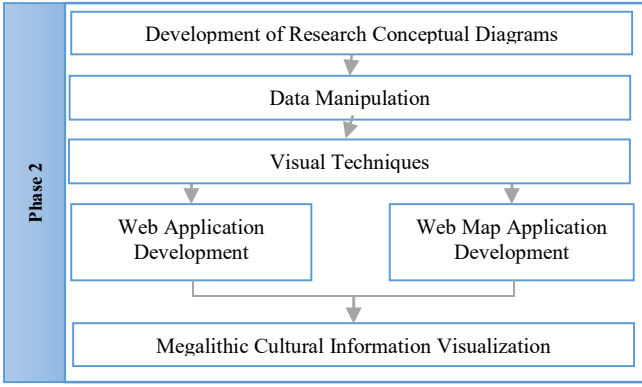 Phase 2
Development of Research Conceptual Diagrams
Data Manipulation
Visual Techniques
Web Application
Development
Web Map Application
Development
Megalithic Cultural Information Visualization